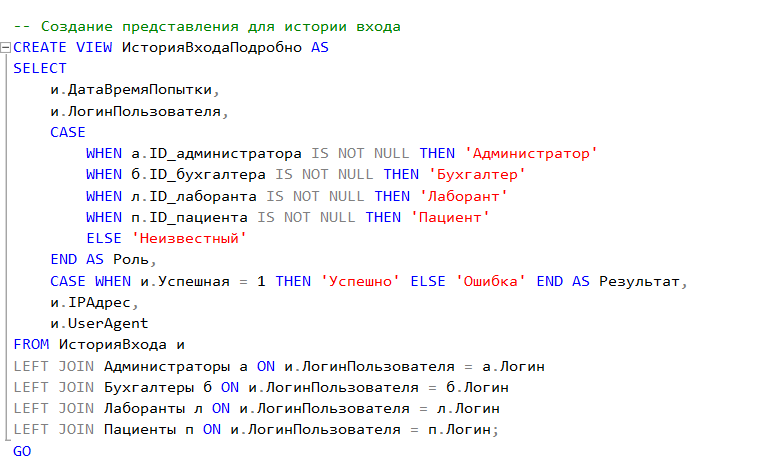 -- Создание представления для истории входа
CREATE VIEW ИсторияВходаПодробно AS
SELECT
    и.ДатаВремяПопытки,
    и.ЛогинПользователя,
    CASE
        WHEN а.ID_администратора IS NOT NULL THEN 'Администратор'
        WHEN б.ID_бухгалтера IS NOT NULL THEN 'Бухгалтер'
        WHEN л.ID_лаборанта IS NOT NULL THEN 'Лаборант'
        WHEN п.ID_пациента IS NOT NULL THEN 'Пациент'
        ELSE 'Неизвестный'
    END AS Роль,
    CASE WHEN и.Успешная = 1 THEN 'Успешно' ELSE 'Ошибка' END AS Результат,
    и.IPАдрес,
    и.UserAgent
FROM ИсторияВхода и
LEFT JOIN Администраторы а ON и.ЛогинПользователя = а.Логин
LEFT JOIN Бухгалтеры б ON и.ЛогинПользователя = б.Логин
LEFT JOIN Лаборанты л ON и.ЛогинПользователя = л.Логин
LEFT JOIN Пациенты п ON и.ЛогинПользователя = п.Логин;
GO